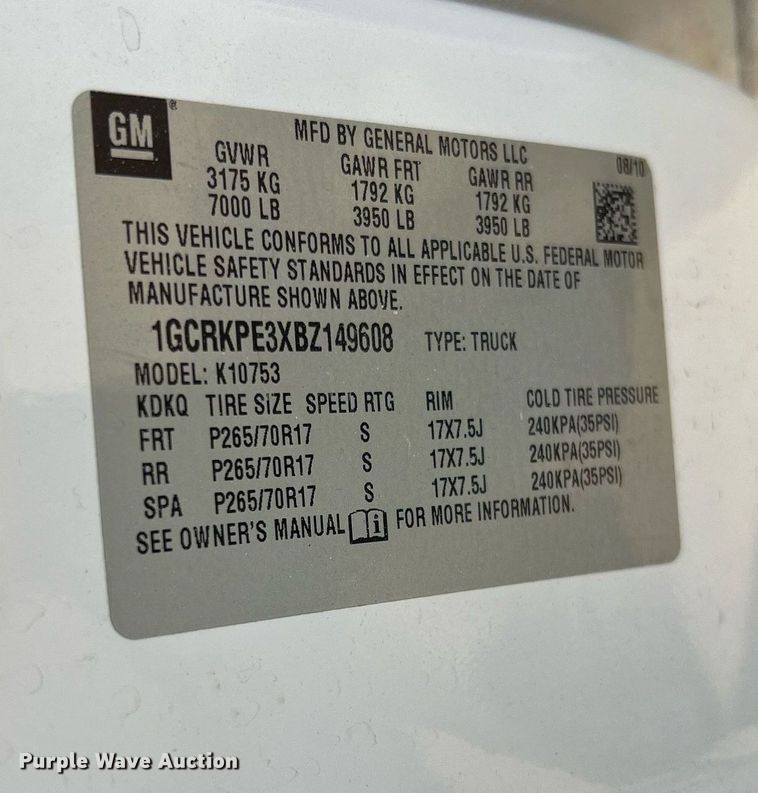 GM
®
MFD BY GENERAL MOTORS LLC 08/10
GVWR GAWR FRT GAWR RR
3175 KG 1792 KG 1792 KG
7000 LB 3950 LB 3950 LB
THIS VEHICLE CONFORMS TO ALL APPLICABLE U.S. FEDERAL MOTOR
VEHICLE SAFETY STANDARDS IN EFFECT ON THE DATE OF
MANUFACTURE SHOWN ABOVE.
1GCRKPE3XBZ149608 TYPE: TRUCK
MODEL: K10753
KDKQ TIRE SIZE SPEED RTG RIM COLD TIRE PRESSURE
FRT P265/70R17 S 17X7.5J 240KPA(35PSI)
RR P265/70R17 S 17X7.5J 240KPA(35PSI)
SPA P265/70R17 S 17X7.5J 240KPA(35PSI)
SEE OWNER'S MANUAL FOR MORE INFORMATION.
Purple Wave Auction